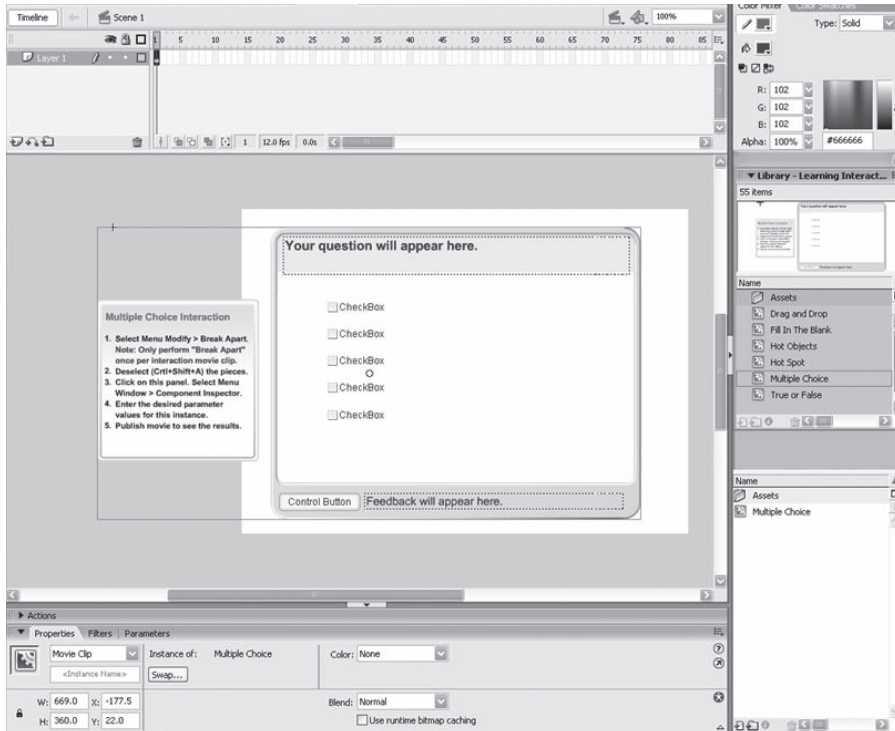 Timeline
Scene 1
100%
1 5 10 15 20 25 30 35 40 45 50 55 60 65 70 75 80 85
Layer 1
1 12.0 fps 0.0s
Color Mixer Color Swatches
Type: Solid
R: 102
G: 102
B: 102
Alpha: 100% #666666
Library - Learning Interact...
55 items
Name
Assets
Drag and Drop
Fill In The Blank
Hot Objects
Hot Spot
Multiple Choice
True or False
Name
Assets
Multiple Choice
Your question will appear here.
CheckBox
CheckBox
CheckBox
CheckBox
CheckBox
Control Button
Feedback will appear here.
Multiple Choice Interaction
1. Select Menu Modify > Break Apart.
Note: Only perform "Break Apart"
once per interaction movie clip.
2. Deselect (Crtl+Shift+A) the pieces.
3. Click on this panel. Select Menu
Window > Component Inspector.
4. Enter the desired parameter
values for this instance.
5. Publish movie to see the results.
Actions
Properties Filters Parameters
Movie Clip
Instance of: Multiple Choice
Color: None
<Instance Name>
Swap...
W: 669.0 X: -177.5
Blend: Normal
H: 360.0 Y: 22.0
Use runtime bitmap caching